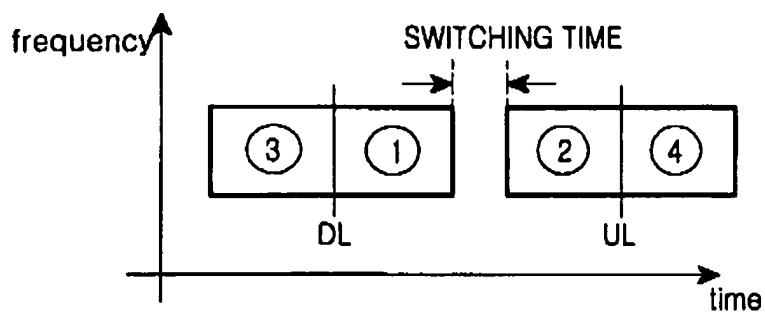 frequency
SWITCHING TIME
3 1 2 4
DL UL
time